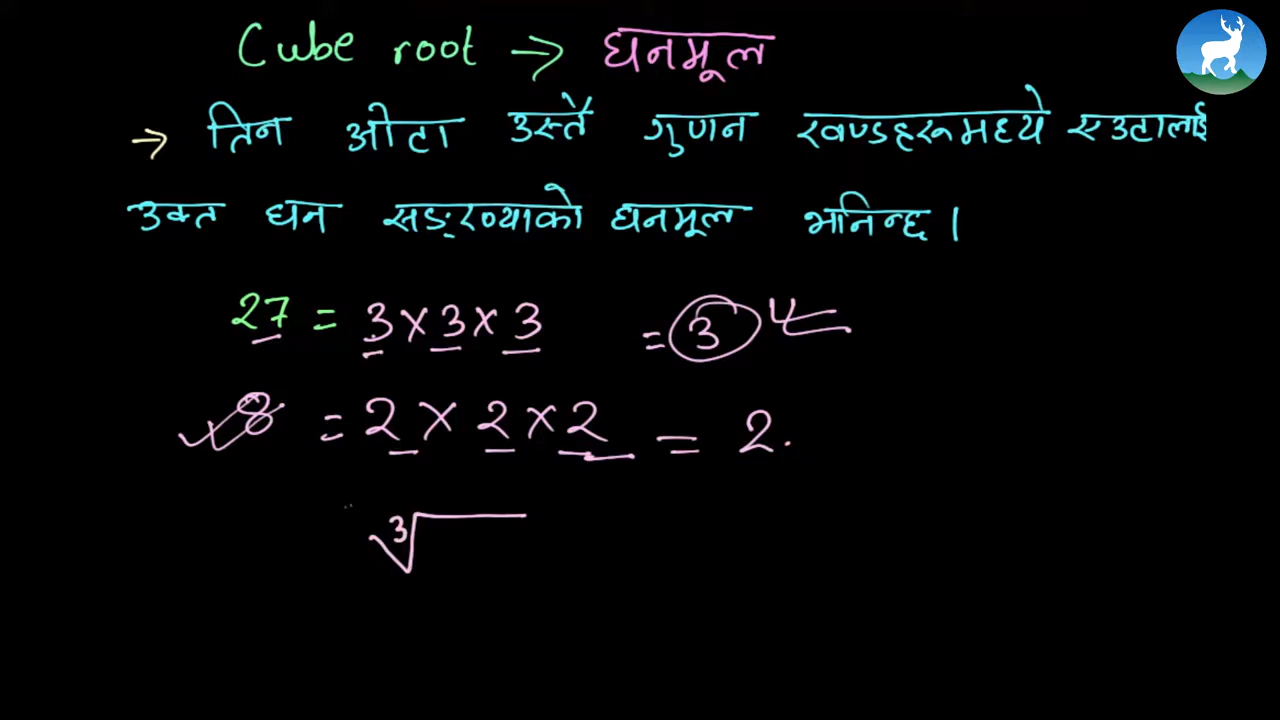 Cube root → घनमूल
→ तिन ओटा उस्तै गुणन खण्डहरूमध्ये एउटालाई
उक्त घन सङ्ख्याको घनमूल भनिन्छ ।
27 = 3 × 3 × 3 = 3
8 = 2 × 2 × 2 = 2.
∛